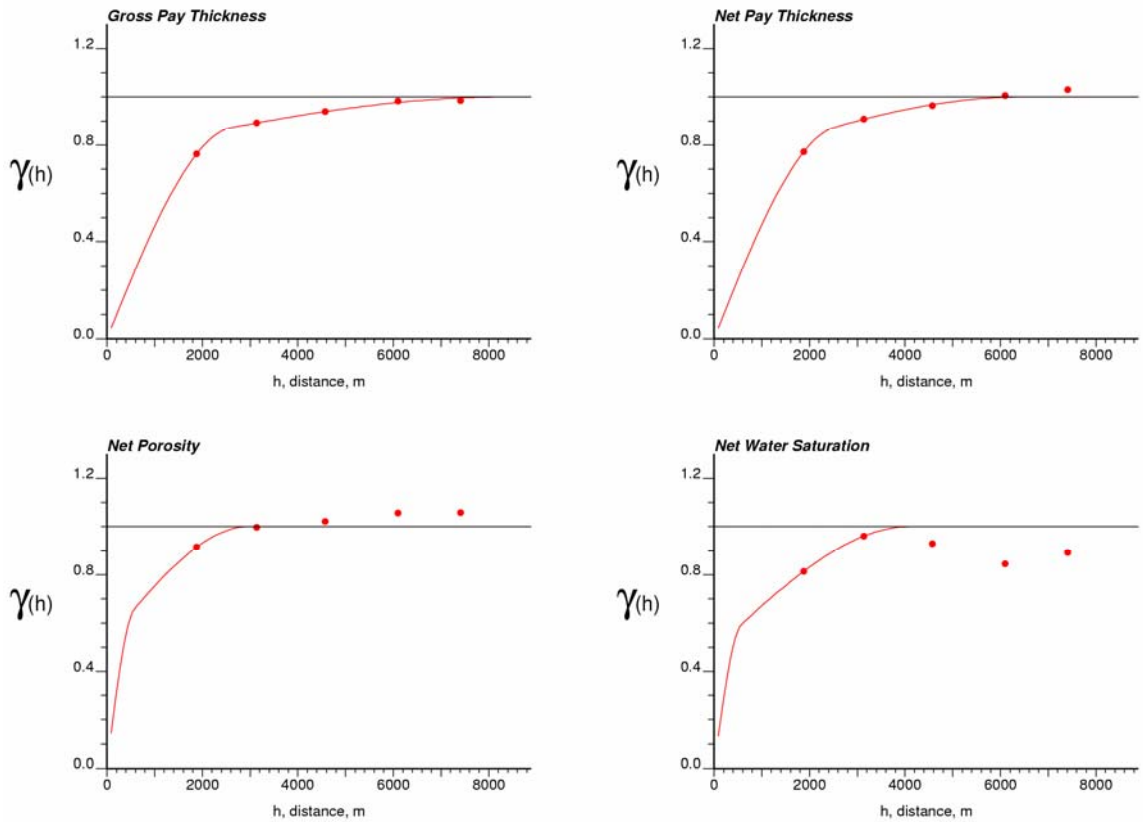 Gross Pay Thickness
1.2
0.8
γ(h)
0.4
0.0
0 2000 4000 6000 8000
h, distance, m
Net Pay Thickness
1.2
0.8
γ(h)
0.4
0.0
0 2000 4000 6000 8000
h, distance, m
Net Porosity
1.2
0.8
γ(h)
0.4
0.0
0 2000 4000 6000 8000
h, distance, m
Net Water Saturation
1.2
0.8
γ(h)
0.4
0.0
0 2000 4000 6000 8000
h, distance, m